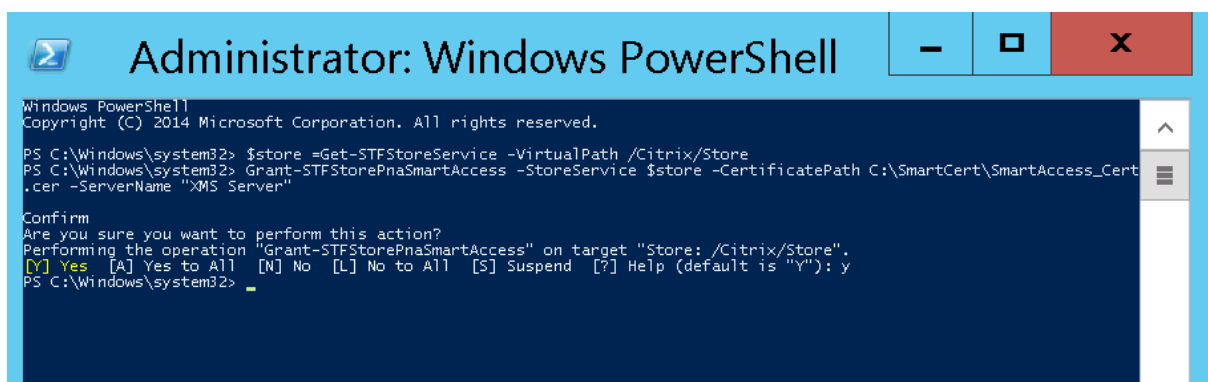 Administrator: Windows PowerShell
Windows PowerShell
Copyright (C) 2014 Microsoft Corporation. All rights reserved.
PS C:\Windows\system32> $store =Get-STFStoreService -VirtualPath /Citrix/Store
PS C:\Windows\system32> Grant-STFStorePnaSmartAccess -StoreService $store -CertificatePath C:\SmartCert\SmartAccess_Cert
.cer -ServerName "XMS Server"
Confirm
Are you sure you want to perform this action?
Performing the operation "Grant-STFStorePnaSmartAccess" on target "Store: /Citrix/Store".
[Y] Yes  [A] Yes to All  [N] No  [L] No to All  [S] Suspend  [?] Help (default is "Y"): y
PS C:\Windows\system32> _